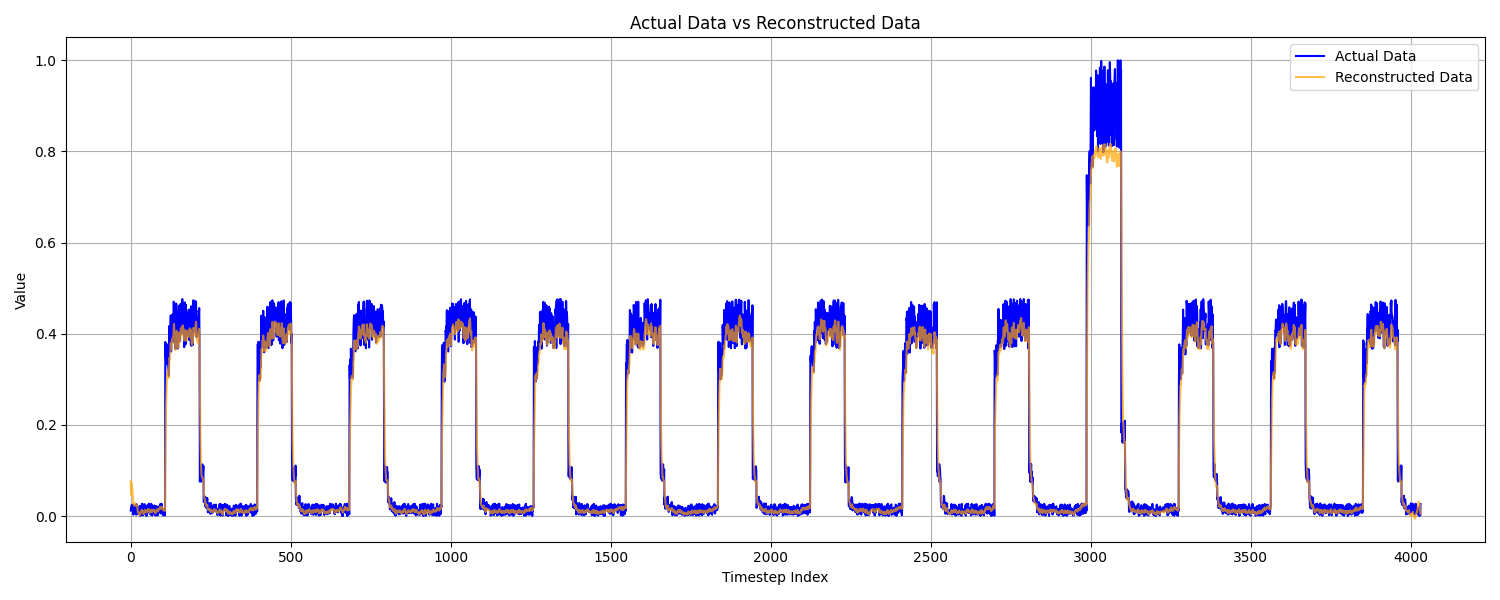 Actual Data vs Reconstructed Data
Actual Data
Reconstructed Data
Value
1.0
0.8
0.6
0.4
0.2
0.0
0 500 1000 1500 2000 2500 3000 3500 4000
Timestep Index